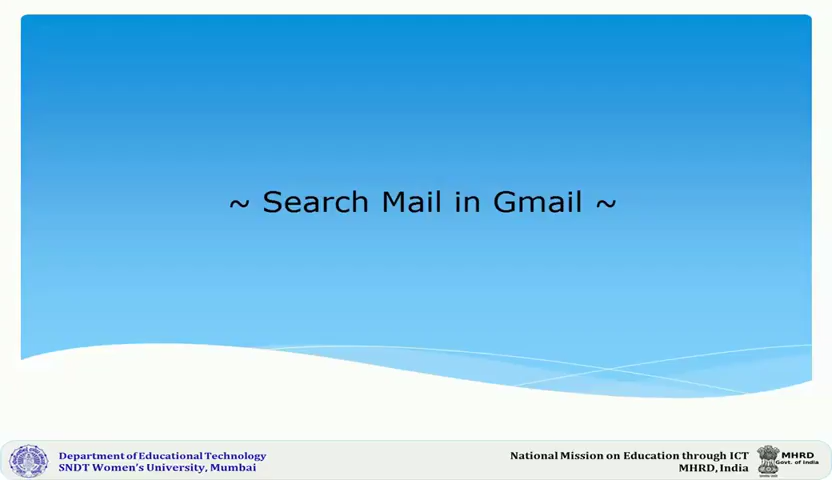 ~ Search Mail in Gmail ~
Department of Educational Technology
SNDT Women's University, Mumbai
National Mission on Education through ICT
MHRD, India
MHRD
Govt. of India